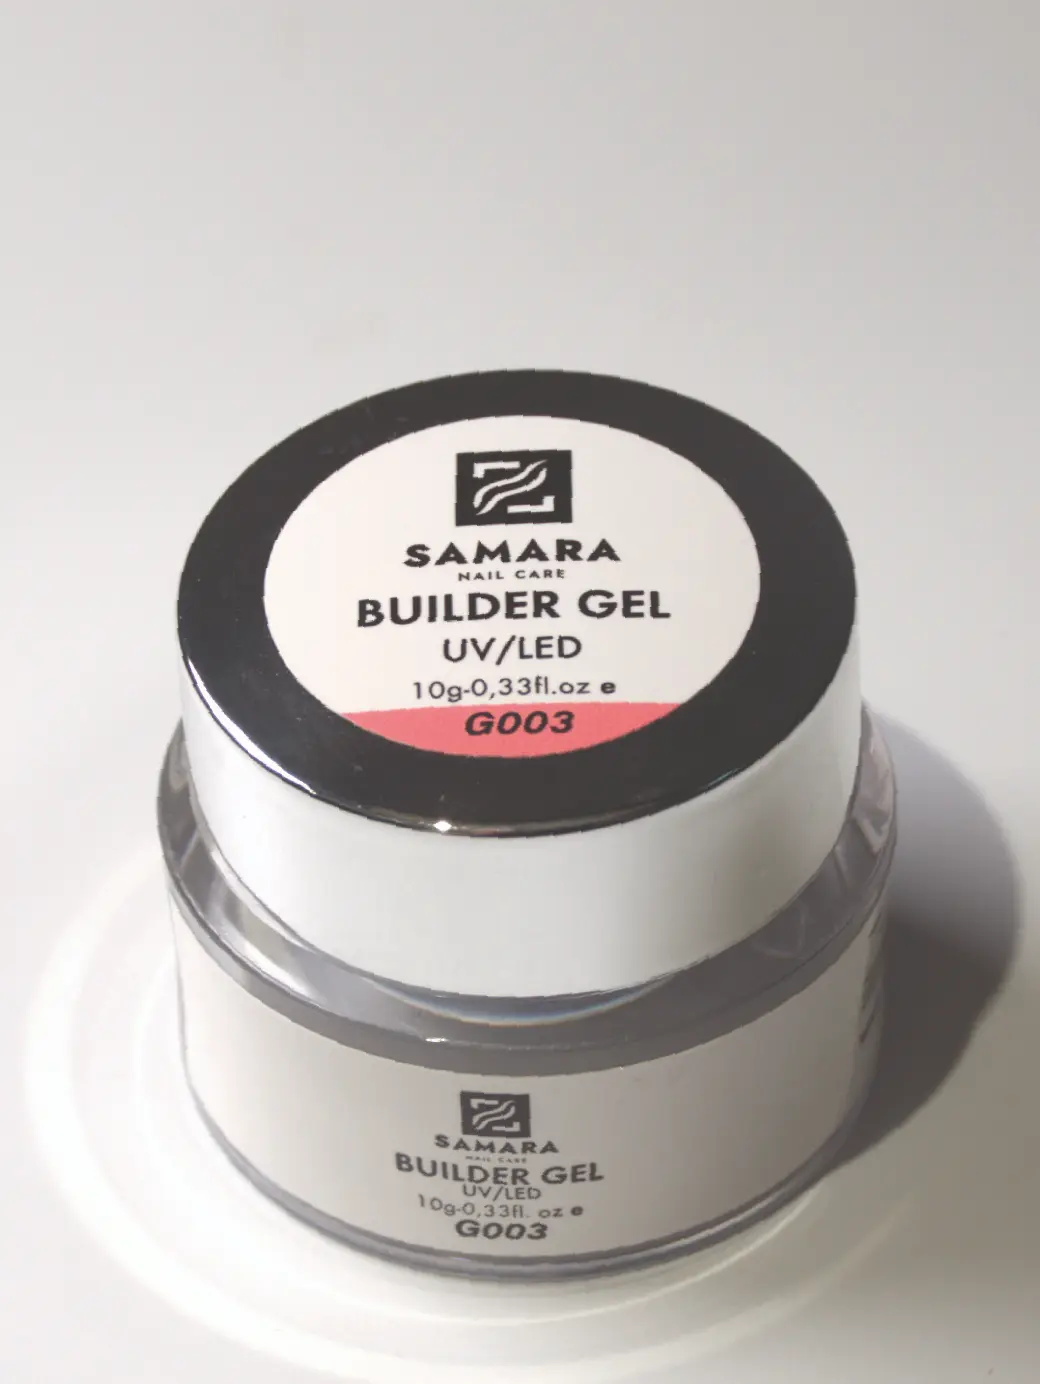 SAMARA
NAIL CARE
BUILDER GEL
UV/LED
10g-0,33fl.oz e
G003
SAMARA
NAIL CARE
BUILDER GEL
UV/LED
10g-0,33fl. oz e
G003